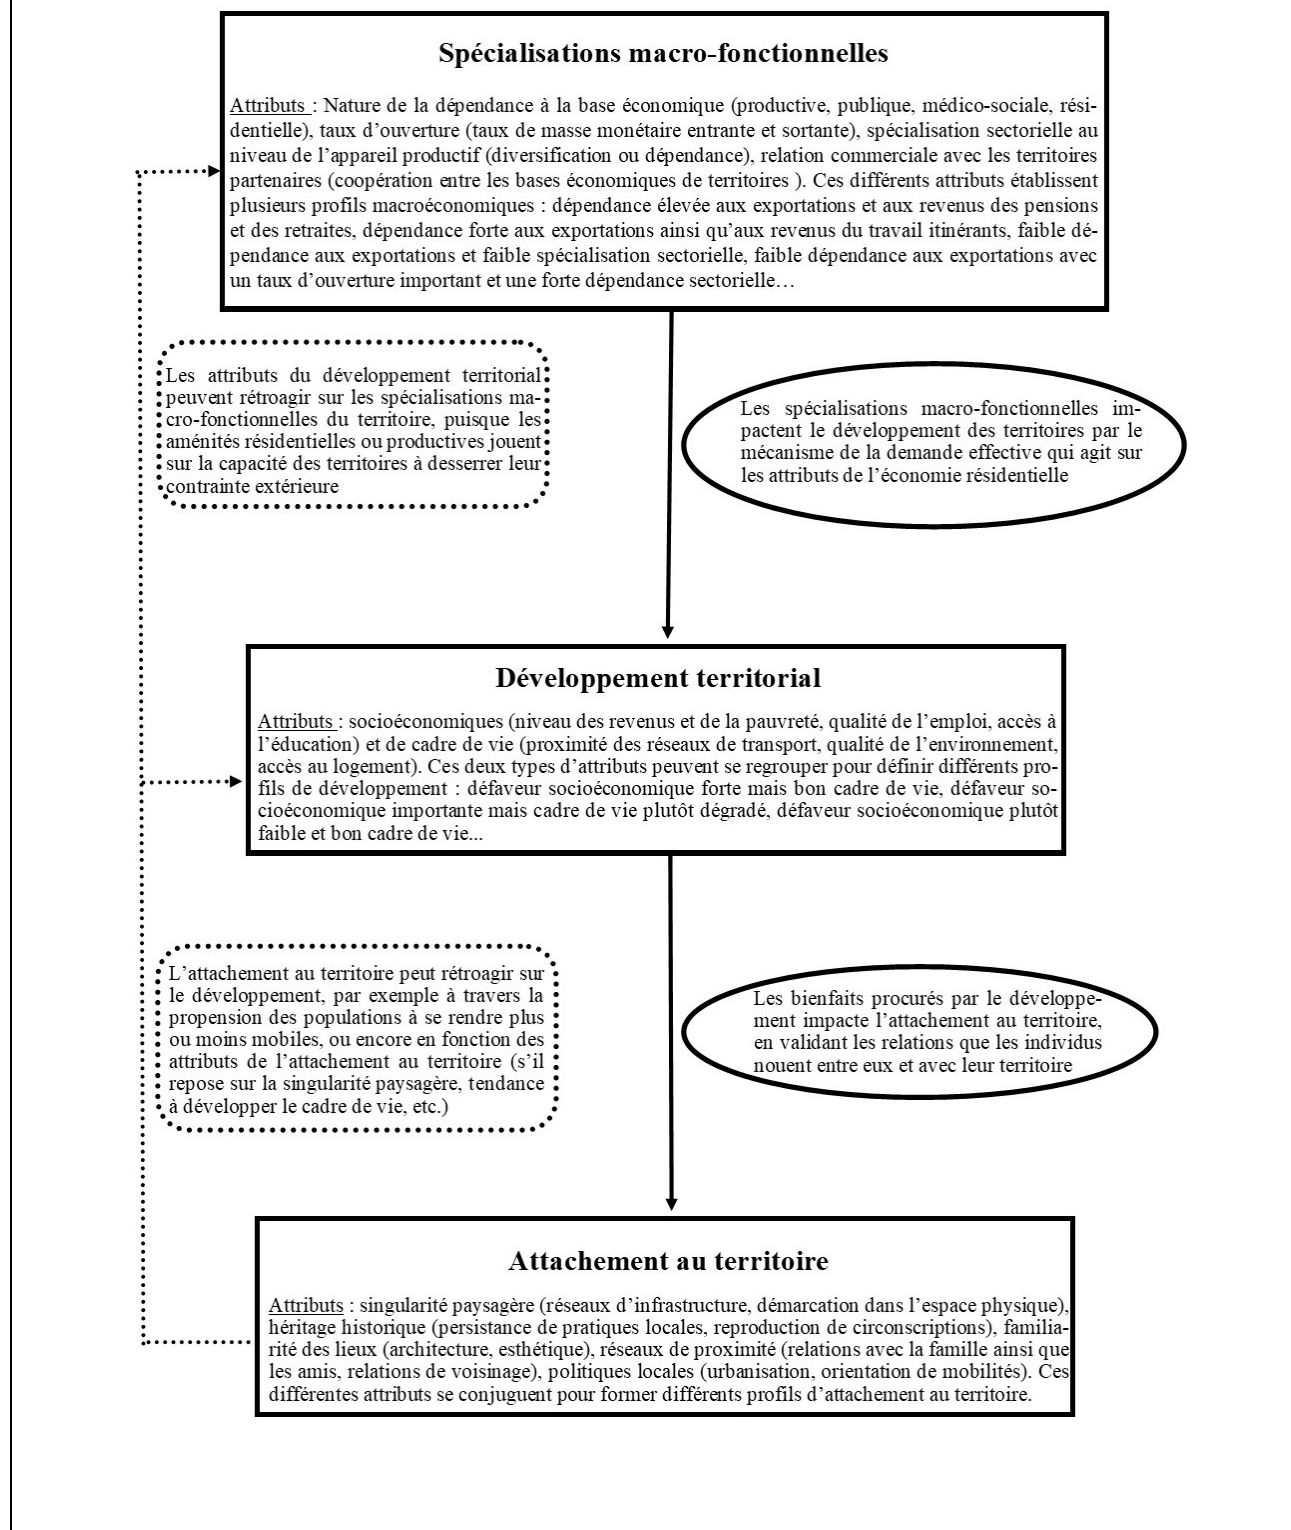 Spécialisations macro-fonctionnelles
Attributs : Nature de la dépendance à la base économique (productive, publique, médico-sociale, rési-
dentielle), taux d’ouverture (taux de masse monétaire entrante et sortante), spécialisation sectorielle au
niveau de l’appareil productif (diversification ou dépendance), relation commerciale avec les territoires
partenaires (coopération entre les bases économiques de territoires ). Ces différents attributs établissent
plusieurs profils macroéconomiques : dépendance élevée aux exportations et aux revenus des pensions
et des retraites, dépendance forte aux exportations ainsi qu’aux revenus du travail itinérants, faible dé-
pendance aux exportations et faible spécialisation sectorielle, faible dépendance aux exportations avec
un taux d’ouverture important et une forte dépendance sectorielle…
Les attributs du développement territorial
peuvent rétroagir sur les spécialisations ma-
cro-fonctionnelles du territoire, puisque les
aménités résidentielles ou productives jouent
sur la capacité des territoires à desserrer leur
contrainte extérieure
Les spécialisations macro-fonctionnelles im-
pactent le développement des territoires par le
mécanisme de la demande effective qui agit sur
les attributs de l’économie résidentielle
Développement territorial
Attributs : socioéconomiques (niveau des revenus et de la pauvreté, qualité de l’emploi, accès à
l’éducation) et de cadre de vie (proximité des réseaux de transport, qualité de l’environnement,
accès au logement). Ces deux types d’attributs peuvent se regrouper pour définir différents pro-
fils de développement : défaveur socioéconomique forte mais bon cadre de vie, défaveur so-
cioéconomique importante mais cadre de vie plutôt dégradé, défaveur socioéconomique plutôt
faible et bon cadre de vie...
L’attachement au territoire peut rétroagir sur
le développement, par exemple à travers la
propension des populations à se rendre plus
ou moins mobiles, ou encore en fonction des
attributs de l’attachement au territoire (s’il
repose sur la singularité paysagère, tendance
à développer le cadre de vie, etc.)
Les bienfaits procurés par le développe-
ment impacte l’attachement au territoire,
en validant les relations que les individus
nouent entre eux et avec leur territoire
Attachement au territoire
Attributs : singularité paysagère (réseaux d’infrastructure, démarcation dans l’espace physique),
héritage historique (persistance de pratiques locales, reproduction de circonscriptions), familia-
rité des lieux (architecture, esthétique), réseaux de proximité (relations avec la famille ainsi que
les amis, relations de voisinage), politiques locales (urbanisation, orientation de mobilités). Ces
différentes attributs se conjuguent pour former différents profils d’attachement au territoire.